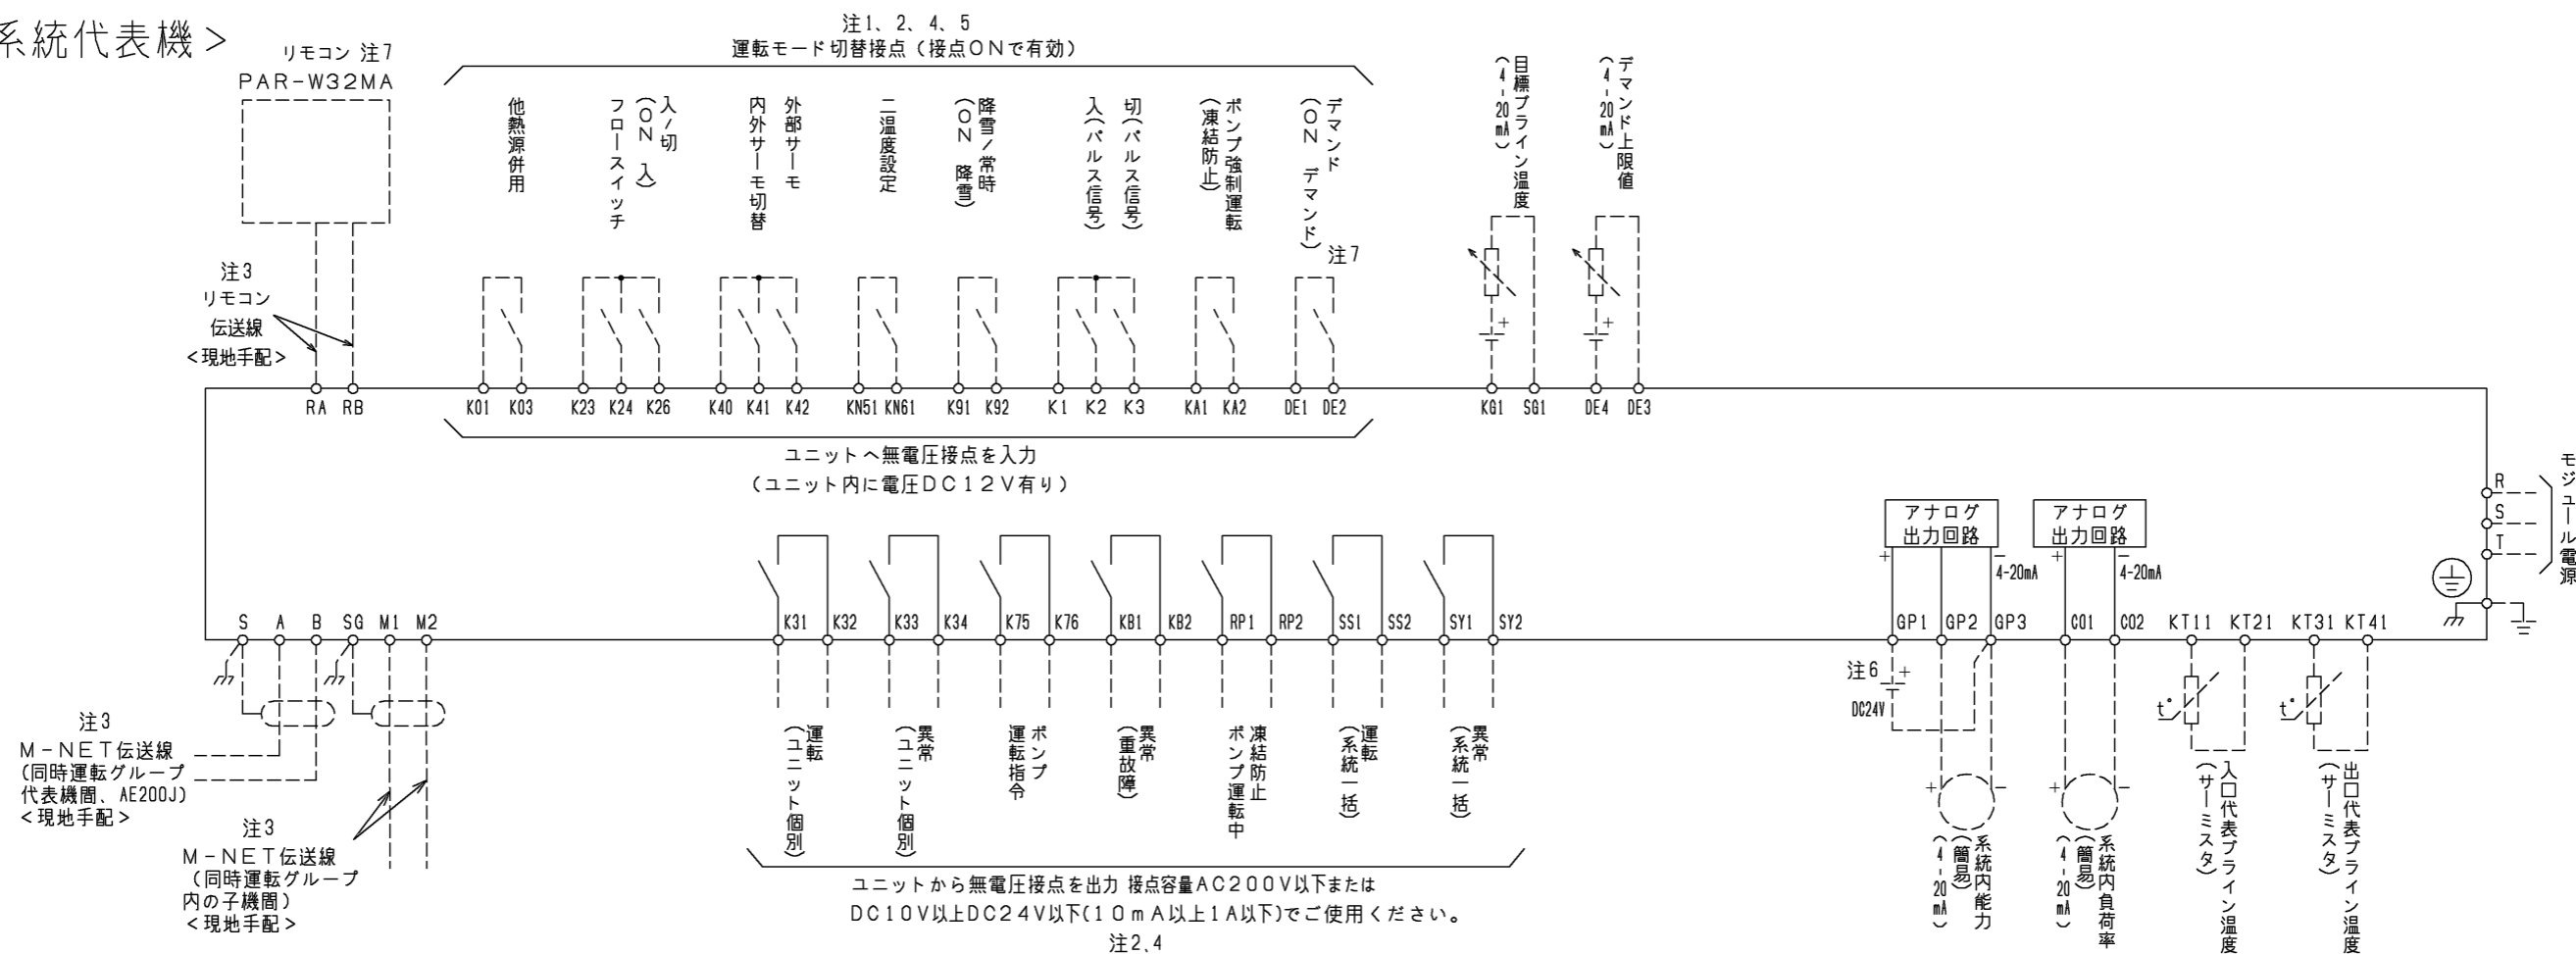 系統代表機>
リモコン 注7
PAR-W32MA
注1、2、4、5
運転モード切替接点(接点ONで有効)
他熱源併用
入/切
(ON 入)
フロースイッチ
外部サーモ
内外サーモ切替
二温度設定
降雪/常時
(ON 降雪)
切(パルス信号)
入(パルス信号)
ポンプ強制運転
(凍結防止)
デマンド
(ON デマンド)
注7
目標ブライン温度
(4-20mA)
デマンド上限値
(4-20mA)
注3
リモコン
伝送線
<現地手配>
+
+
RA RB K01 K03 K23 K24 K26 K40 K41 K42 KN51 KN61 K91 K92 K1 K2 K3 KA1 KA2 DE1 DE2 KG1 SG1 DE4 DE3
ユニットへ無電圧接点を入力
(ユニット内に電圧DC12V有り)
R
S
T
モジュール電源
アナログ
出力回路
アナログ
出力回路
+ − + −
4-20mA 4-20mA
S A B SG M1 M2 K31 K32 K33 K34 K75 K76 KB1 KB2 RP1 RP2 SS1 SS2 SY1 SY2 GP1 GP2 GP3 CO1 CO2 KT11 KT21 KT31 KT41
注6 +
DC24V
t° t°
+ − + −
注3
M-NET伝送線
(同時運転グループ
代表機間、AE200J)
<現地手配>
注3
M-NET伝送線
(同時運転グループ
内の子機間)
<現地手配>
運転
(ユニット個別)
異常
(ユニット個別)
ポンプ
運転指令
異常
(重故障)
凍結防止
ポンプ運転中
運転
(系統一括)
異常
(系統一括)
系統内能力
(簡易)
(4-20mA)
系統内負荷率
(簡易)
(4-20mA)
入口代表ブライン温度
(サーミスタ)
出口代表ブライン温度
(サーミスタ)
ユニットから無電圧接点を出力 接点容量AC200V以下または
DC10V以上DC24V以下(10mA以上1A以下)でご使用ください。
注2、4